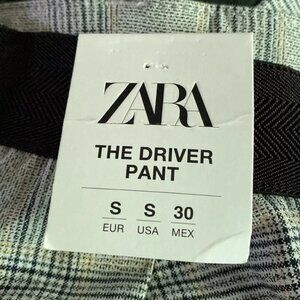 ZARA
THE DRIVER
PANT
S S 30
EUR USA MEX